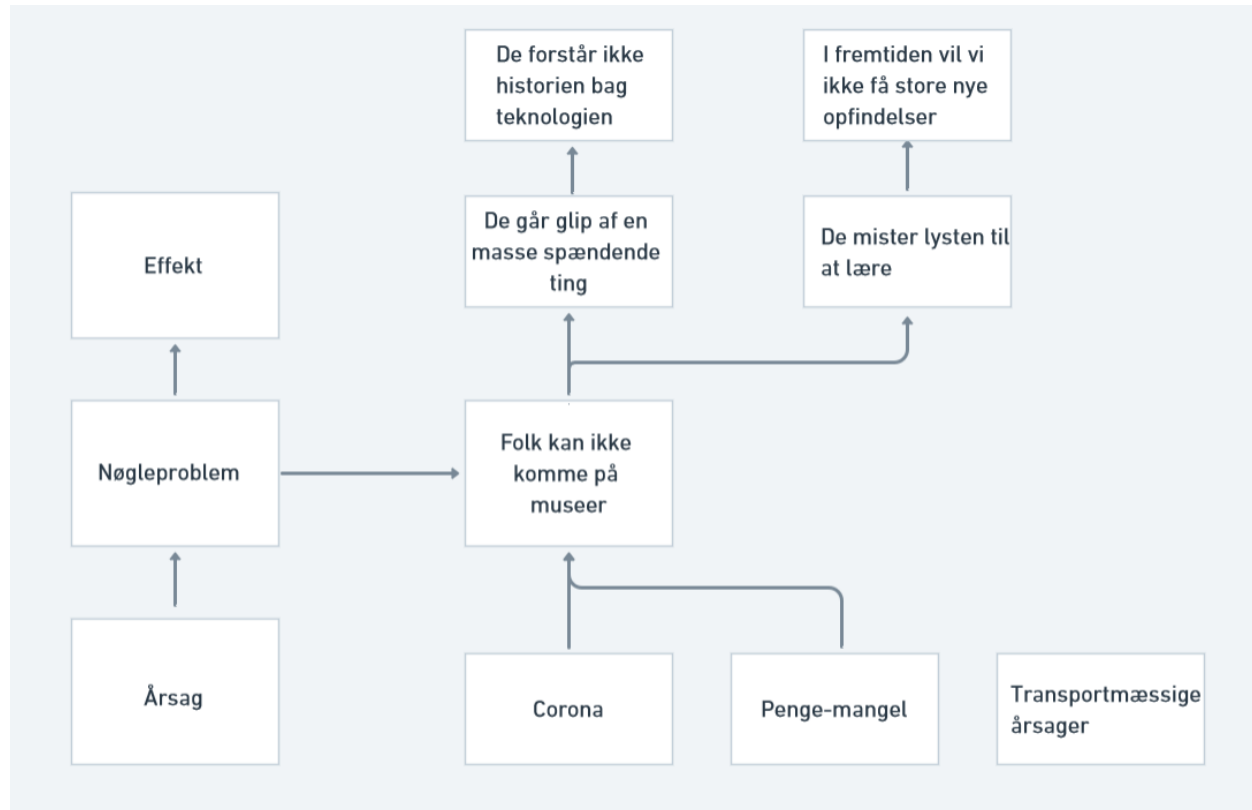 De forstår ikke
historien bag
teknologien
I fremtiden vil vi
ikke få store nye
opfindelser
Effekt
De går glip af en
masse spændende
ting
De mister lysten til
at lære
Nøgleproblem
Folk kan ikke
komme på
museer
Årsag
Corona
Penge-mangel
Transportmæssige
årsager